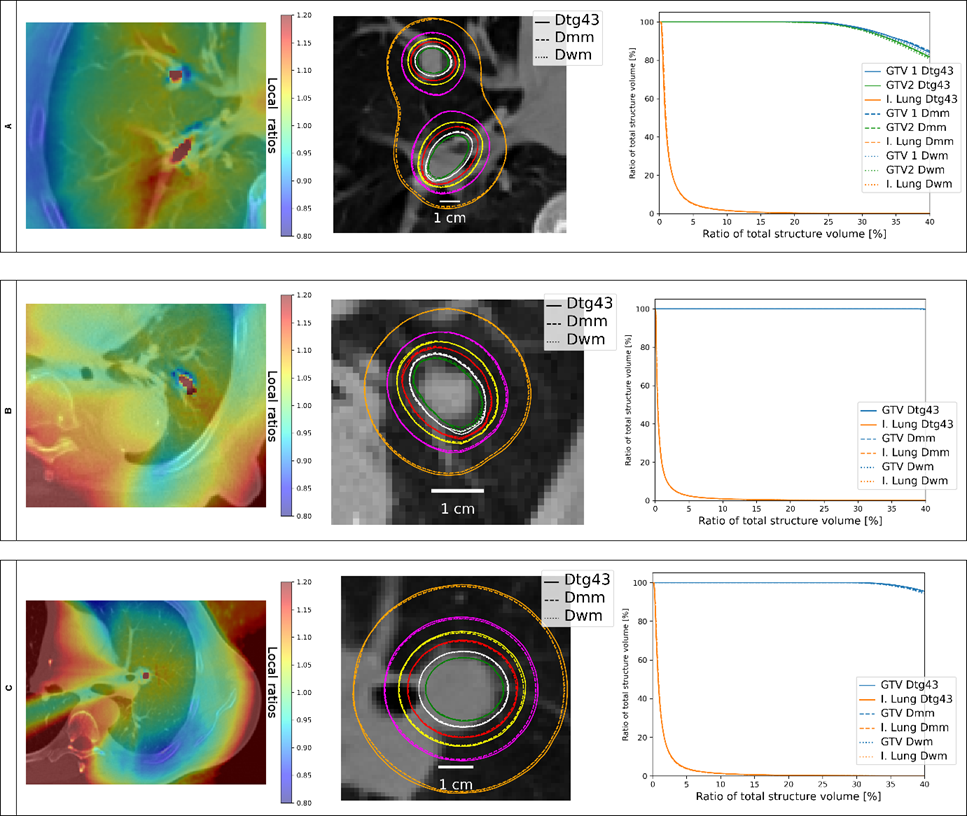 A
1.20
1.15
1.10
1.05
1.00
0.95
0.90
0.85
0.80
Local ratios
Dtg43
Dmm
Dwm
1 cm
Ratio of total structure volume [%]
100
80
60
40
20
0
0 5 10 15 20 25 30 35 40
Ratio of total structure volume [%]
GTV 1 Dtg43
GTV2 Dtg43
I. Lung Dtg43
GTV 1 Dmm
GTV2 Dmm
I. Lung Dmm
GTV 1 Dwm
GTV2 Dwm
I. Lung Dwm
B
1.20
1.15
1.10
1.05
1.00
0.95
0.90
0.85
0.80
Local ratios
Dtg43
Dmm
Dwm
1 cm
Ratio of total structure volume [%]
100
80
60
40
20
0
0 5 10 15 20 25 30 35 40
Ratio of total structure volume [%]
GTV Dtg43
I. Lung Dtg43
GTV Dmm
I. Lung Dmm
GTV Dwm
I. Lung Dwm
C
1.20
1.15
1.10
1.05
1.00
0.95
0.90
0.85
0.80
Local ratios
Dtg43
Dmm
Dwm
1 cm
Ratio of total structure volume [%]
100
80
60
40
20
0
0 5 10 15 20 25 30 35 40
Ratio of total structure volume [%]
GTV Dtg43
I. Lung Dtg43
GTV Dmm
I. Lung Dmm
GTV Dwm
I. Lung Dwm